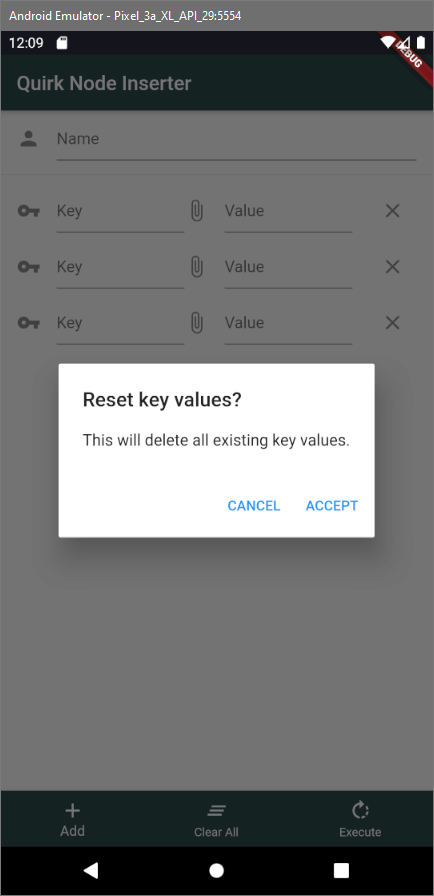 Android Emulator - Pixel_3a_XL_API_29:5554
12:09
DEBUG
Quirk Node Inserter
Name
Key Value
Key Value
Key Value
Reset key values?
This will delete all existing key values.
CANCEL ACCEPT
Add Clear All Execute